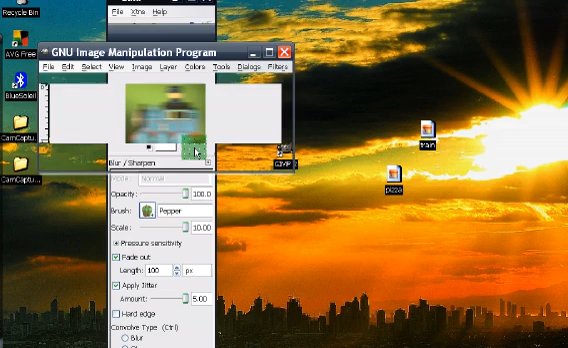 Recycle Bin
File Xtns Help
AVG Free
GNU Image Manipulation Program
File Edit Select View Image Layer Colors Tools Dialogs Filters
BlueSoleil
CamCaptu...
train
GIMP 2
Blur / Sharpen
CamCaptu...
pizza
Mode: Normal
Opacity: 100.0
Brush: Pepper
Scale: 10.00
Pressure sensitivity
Fade out
Length: 100 px
Apply Jitter
Amount: 5.00
Hard edge
Convolve Type (Ctrl)
Blur